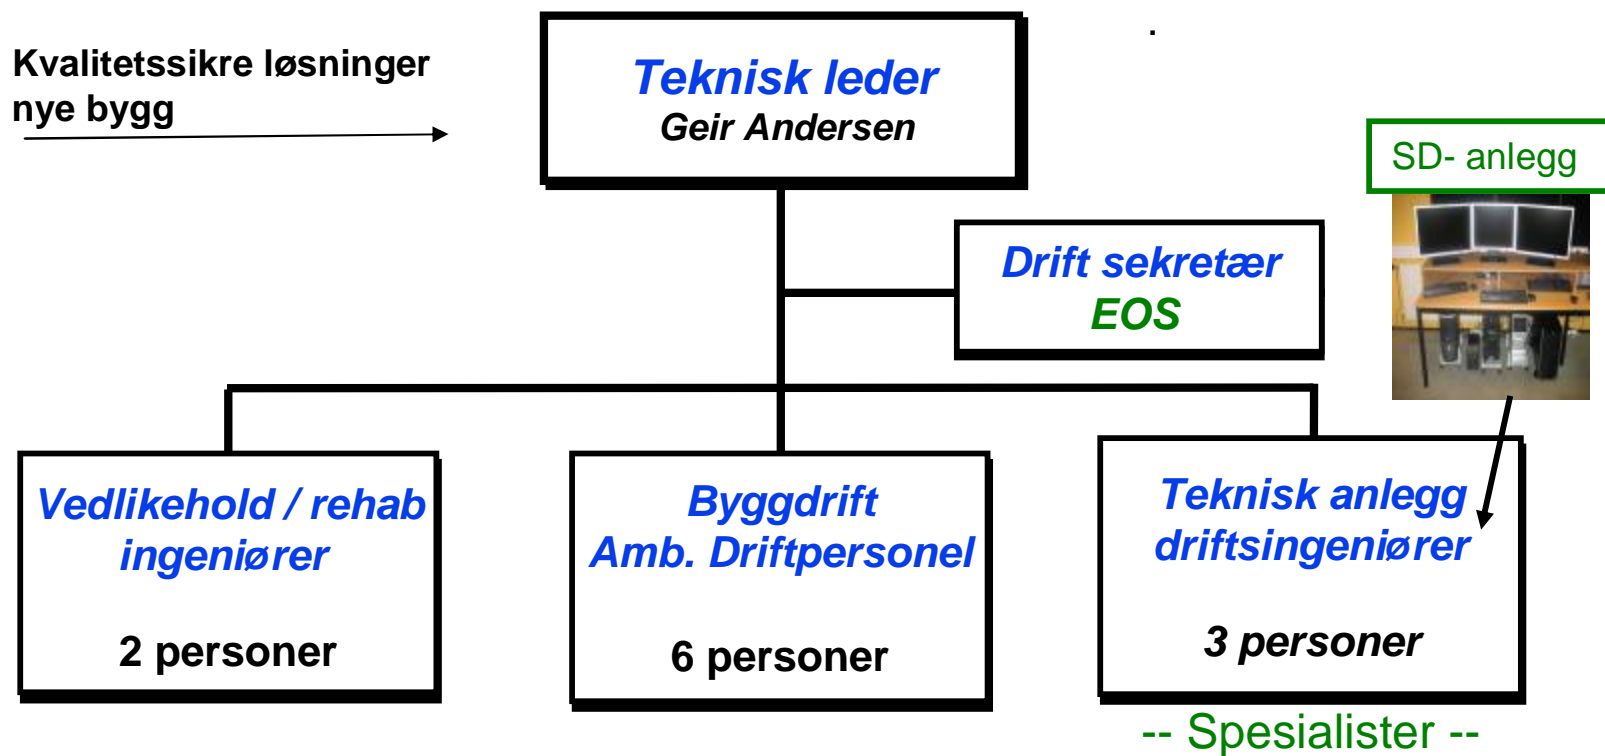 Kvalitetssikre løsninger
nye bygg
.
Teknisk leder
Geir Andersen
SD- anlegg
Drift sekretær
EOS
Vedlikehold / rehab
ingeniører
2 personer
Byggdrift
Amb. Driftpersonel
6 personer
Teknisk anlegg
driftsingeniører
3 personer
-- Spesialister --